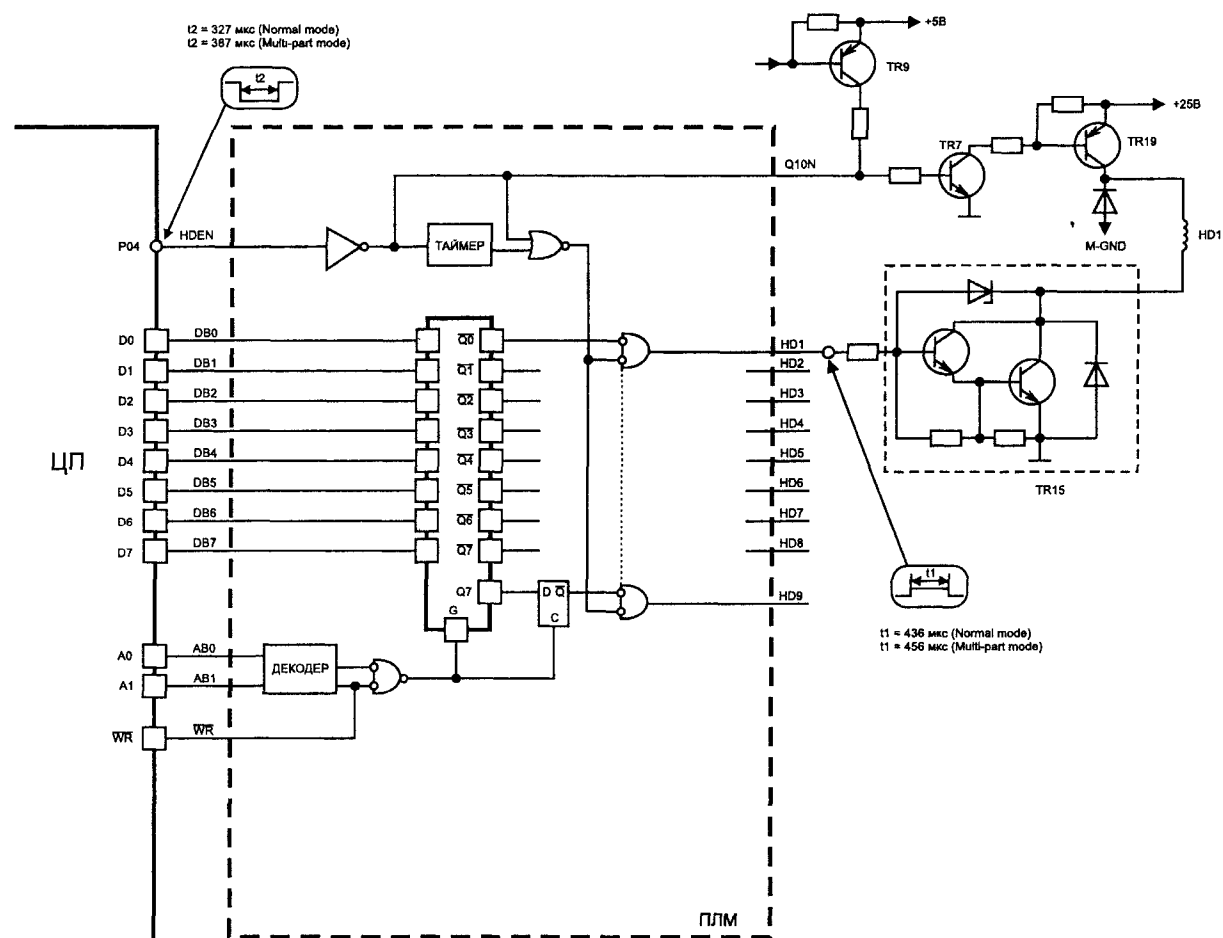 t2 = 327 мкс (Normal mode)
t2 = 367 мкс (Multi-part mode)
t2
+5В
TR9
+25В
TR7
TR19
Q10N
M-GND
HD1
P04
HDEN
ТАЙМЕР
D0 DB0 Q0 HD1
D1 DB1 Q1 HD2
D2 DB2 Q2 HD3
D3 DB3 Q3 HD4
D4 DB4 Q4 HD5
D5 DB5 Q5 HD6
D6 DB6 Q6 HD7
D7 DB7 Q7 HD8
ЦП
TR15
Q7
D Q
C
HD9
G
t1
t1 = 436 мкс (Normal mode)
t1 = 456 мкс (Multi-part mode)
A0 AB0
A1 AB1
ДЕКОДЕР
WR WR
ПЛМ